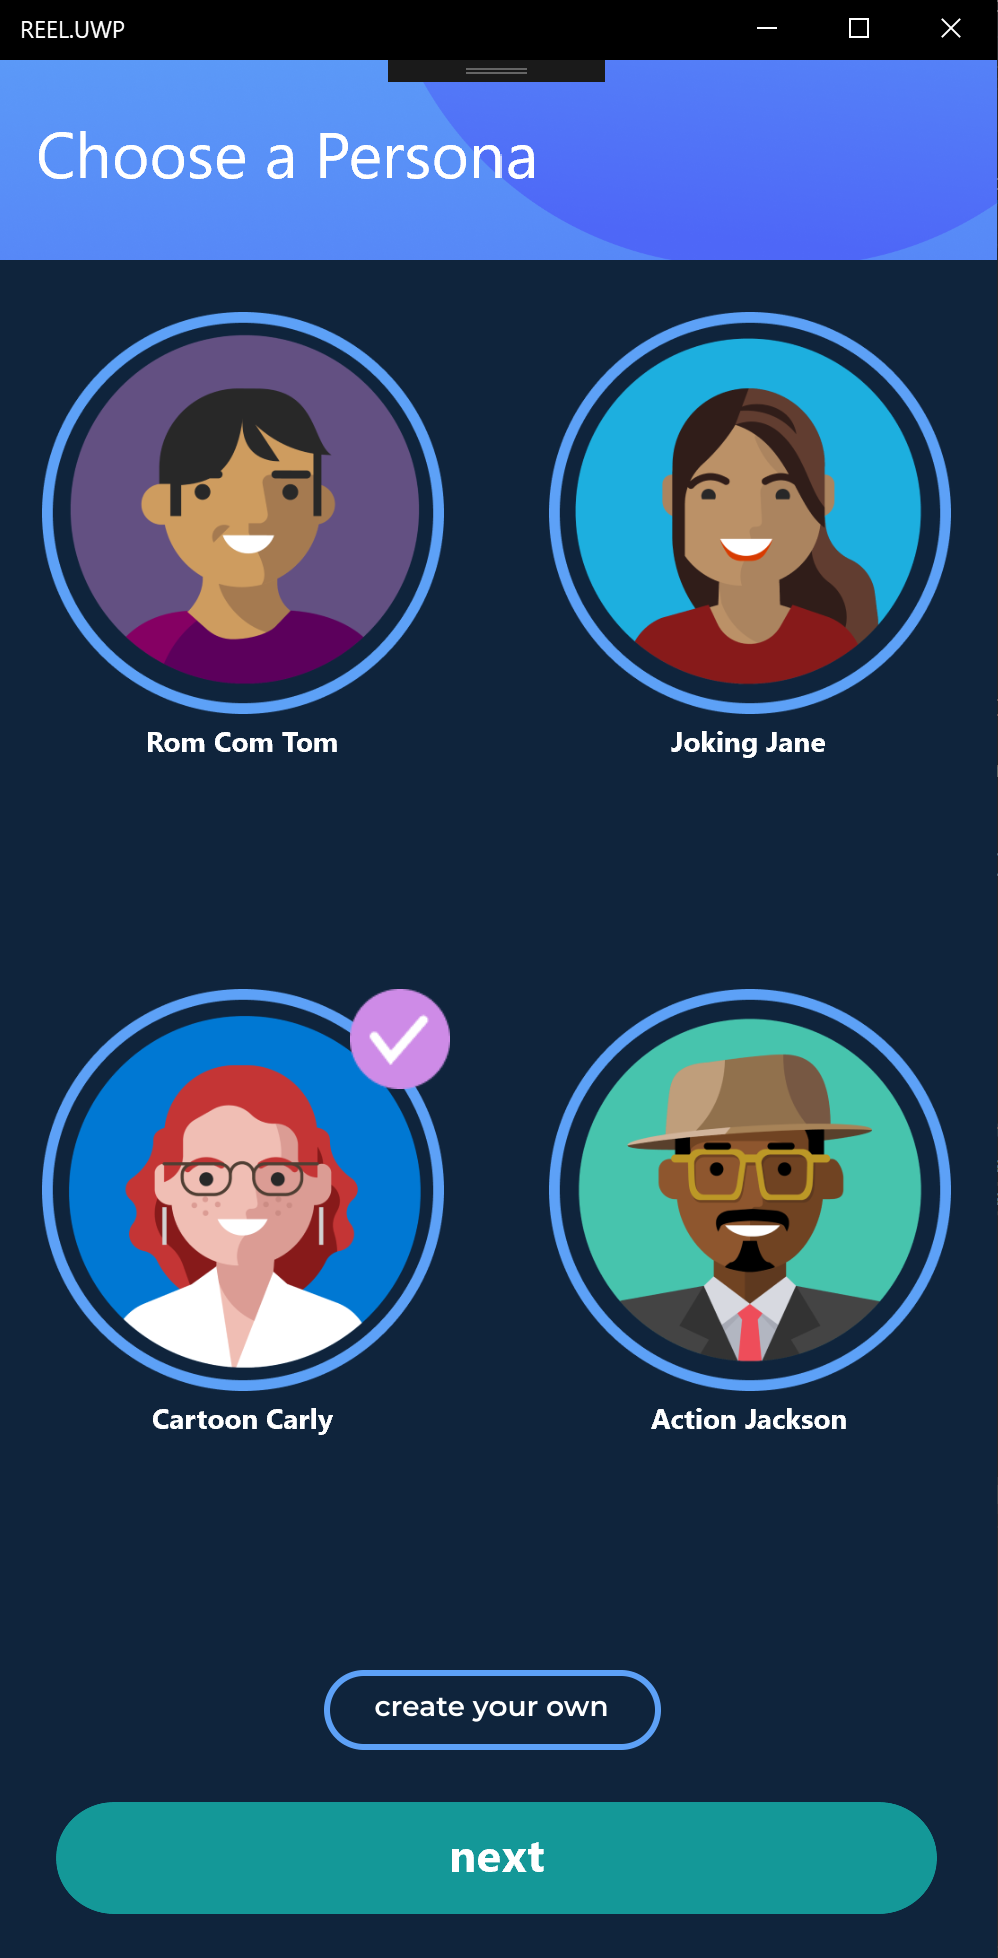 REEL.UWP
Choose a Persona
Rom Com Tom
Joking Jane
Cartoon Carly
Action Jackson
create your own
next